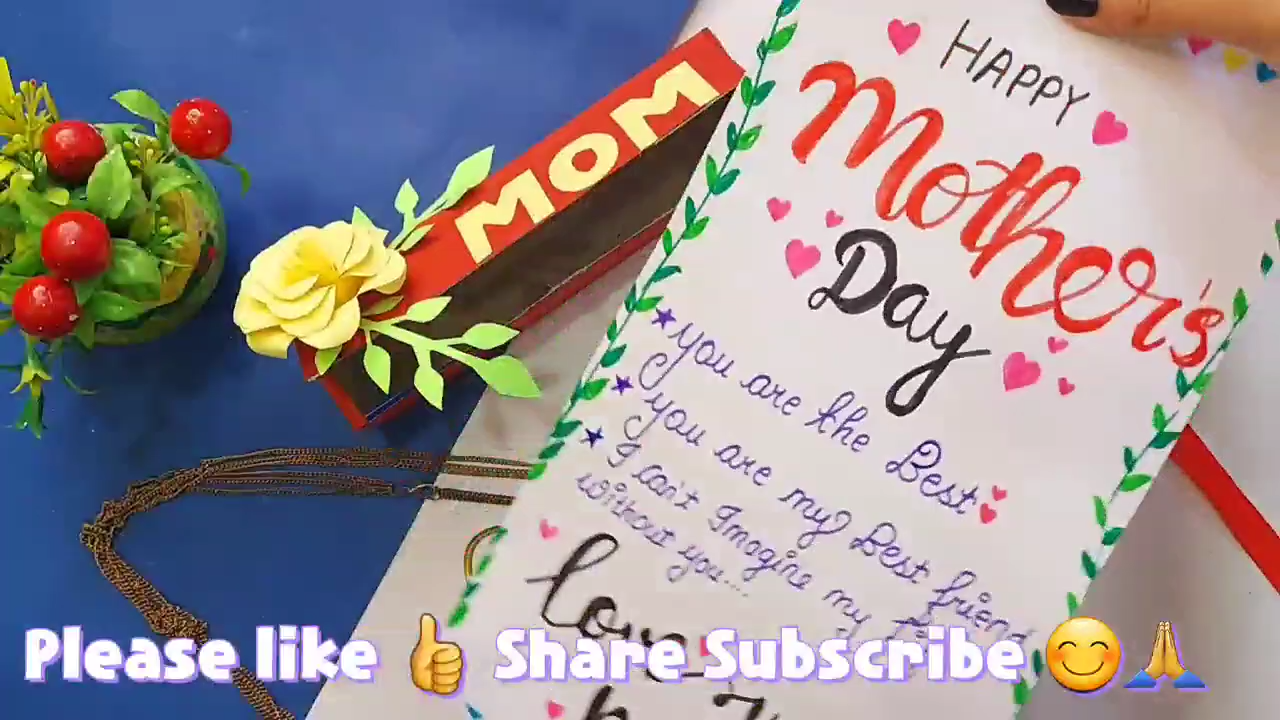 MOM
HAPPY
Mother's
Day
you are the Best
you are my Best friend
I can't Imagine my
without you....
love
Please like 👍 Share Subscribe 😊 🙏